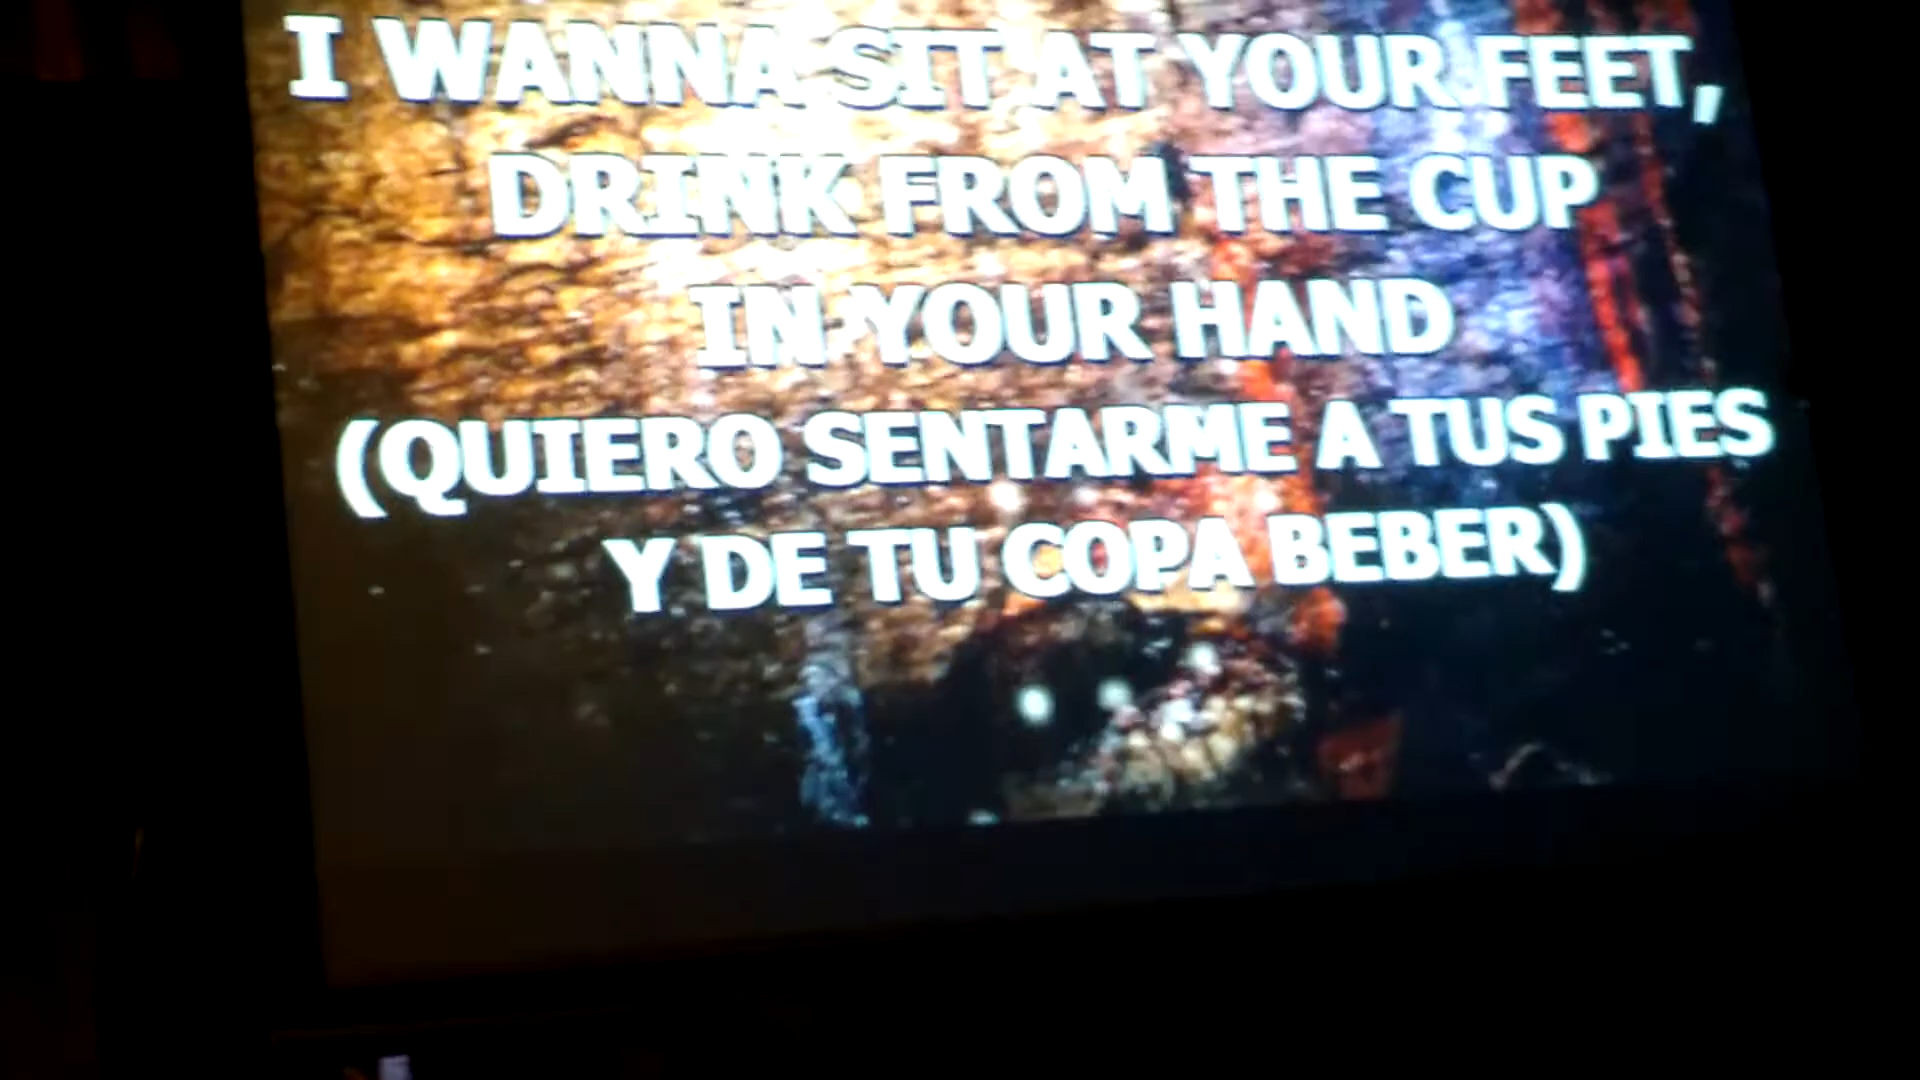 I WANNA SIT AT YOUR FEET,
DRINK FROM THE CUP
IN YOUR HAND
(QUIERO SENTARME A TUS PIES
Y DE TU COPA BEBER)